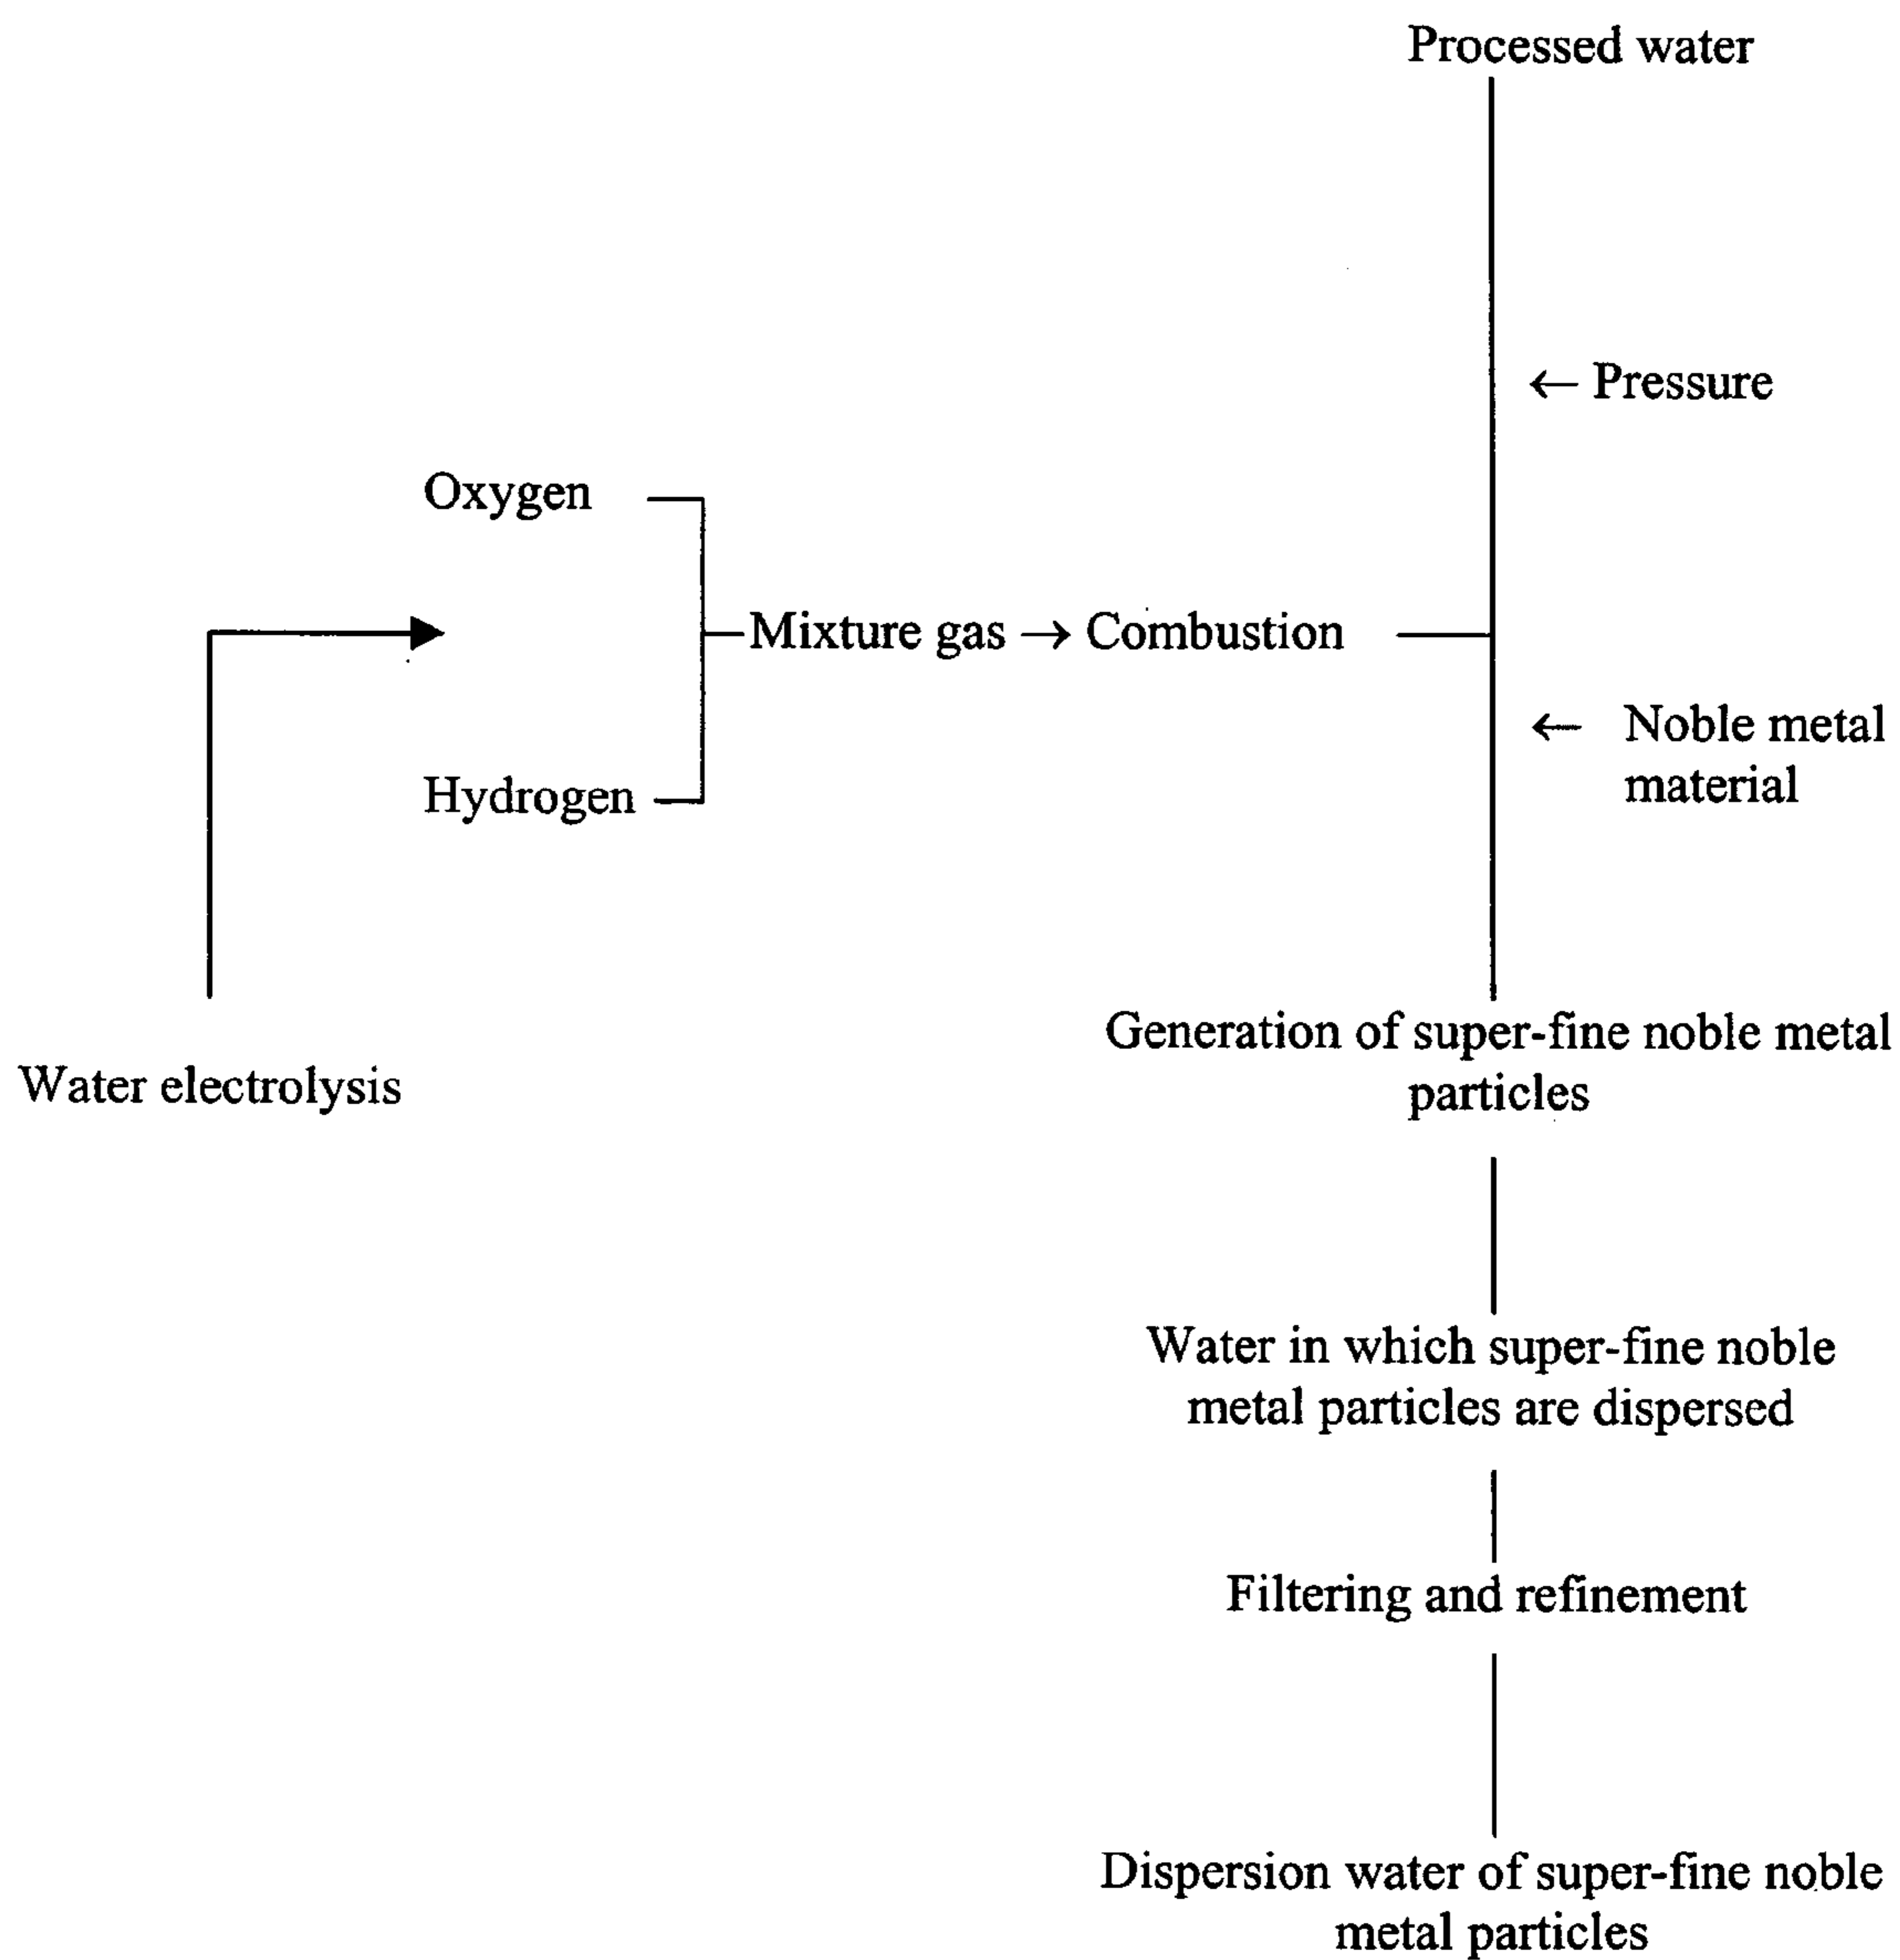 Processed water
← Pressure
Oxygen
Mixture gas → Combustion
← Noble metal
material
Hydrogen
Generation of super-fine noble metal
particles
Water electrolysis
Water in which super-fine noble
metal particles are dispersed
Filtering and refinement
Dispersion water of super-fine noble
metal particles